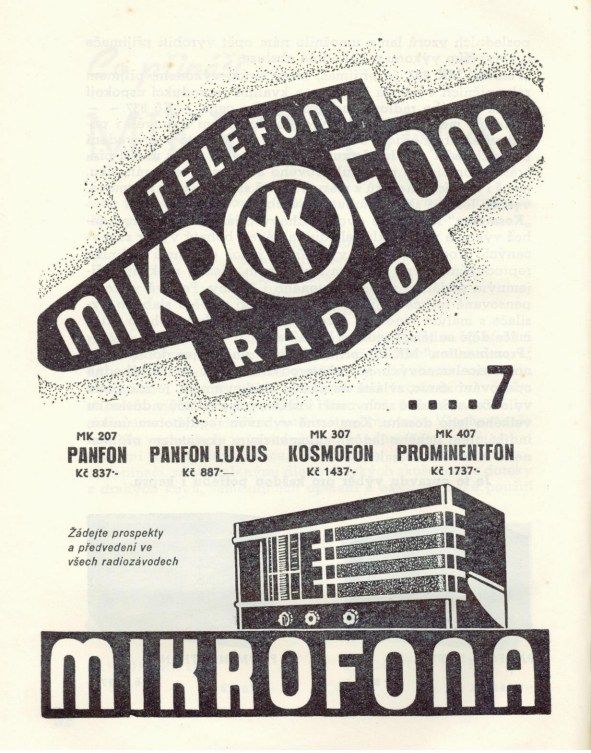 TELEFONY
MIKROFONA
MK
RADIO
....7
MK 207
PANFON
Kč 837·-
PANFON LUXUS
Kč 887·—
MK 307
KOSMOFON
Kč 1437·-
MK 407
PROMINENTFON
Kč 1737·-
Žádejte prospekty
a předvedení ve
všech radiozávodech
MIKROFONA